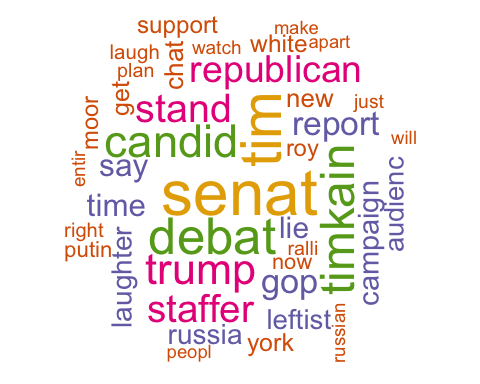 support
make
laugh
watch
white
apart
plan
chat
republican
get
new
just
moor
stand
tim
report
candid
roy
will
entir
say
senat
timkain
audienc
time
campaign
right
debat
lie
putin
ralli
laughter
trump
now
gop
staffer
leftist
russia
york
russian
peopl